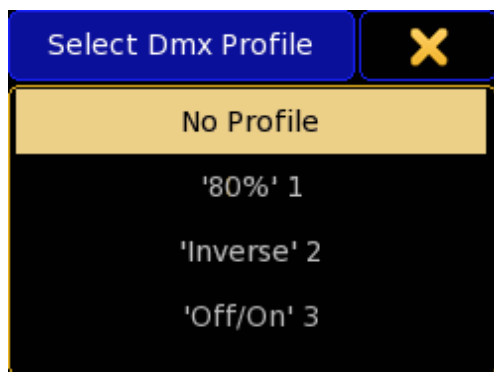 Select Dmx Profile
No Profile
'80%' 1
'Inverse' 2
'Off/On' 3